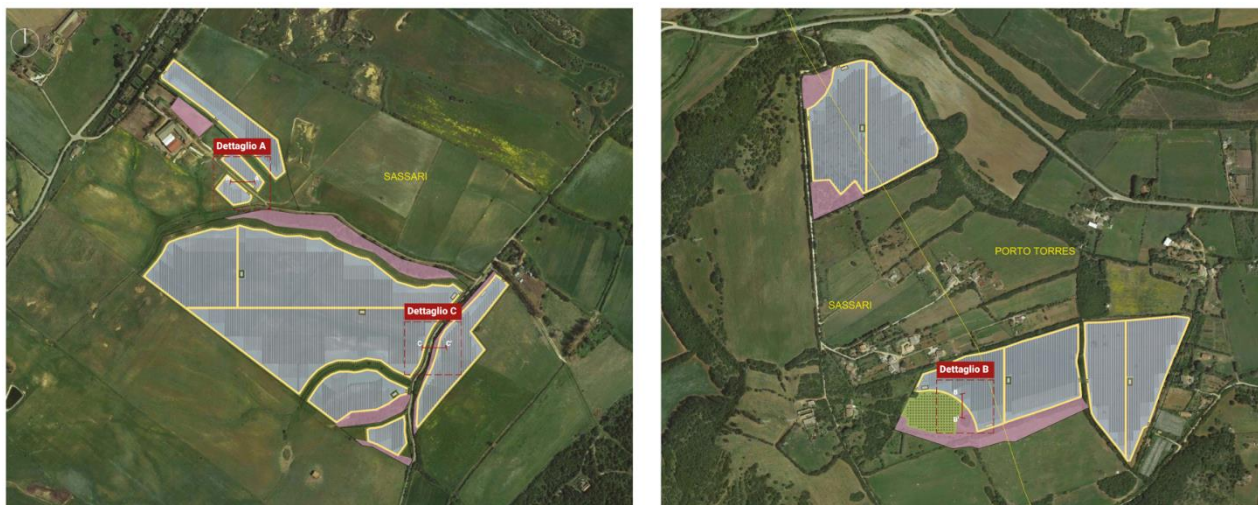 Dettaglio A
SASSARI
Dettaglio C
C
C'
PORTO TORRES
SASSARI
Dettaglio B